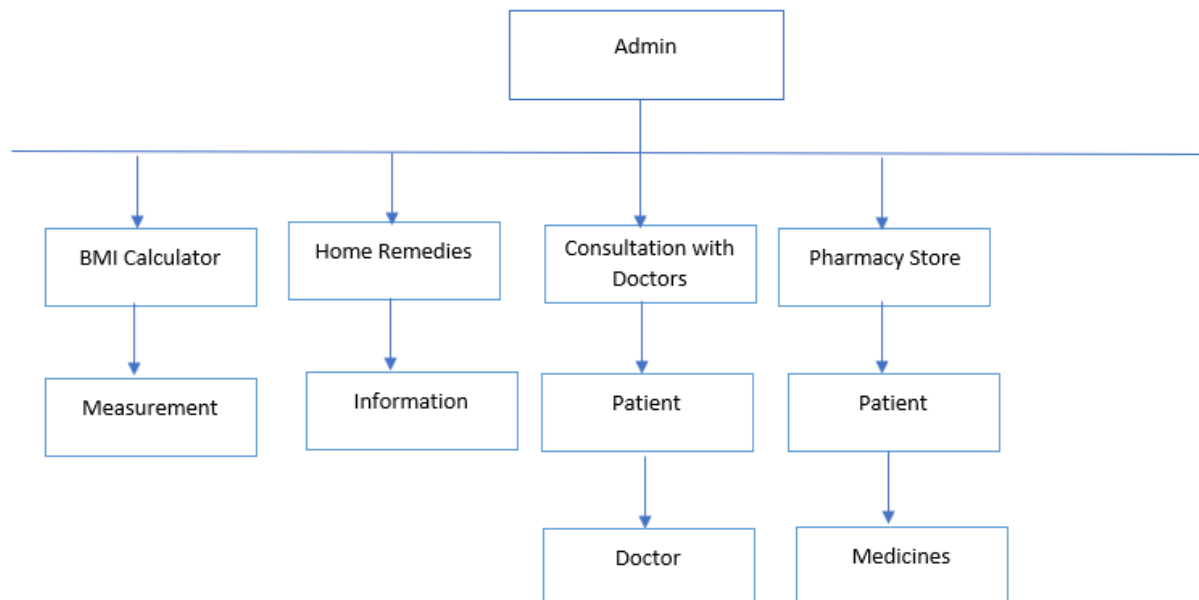 Admin
BMI Calculator
Home Remedies
Consultation with
Doctors
Pharmacy Store
Measurement
Information
Patient
Patient
Doctor
Medicines